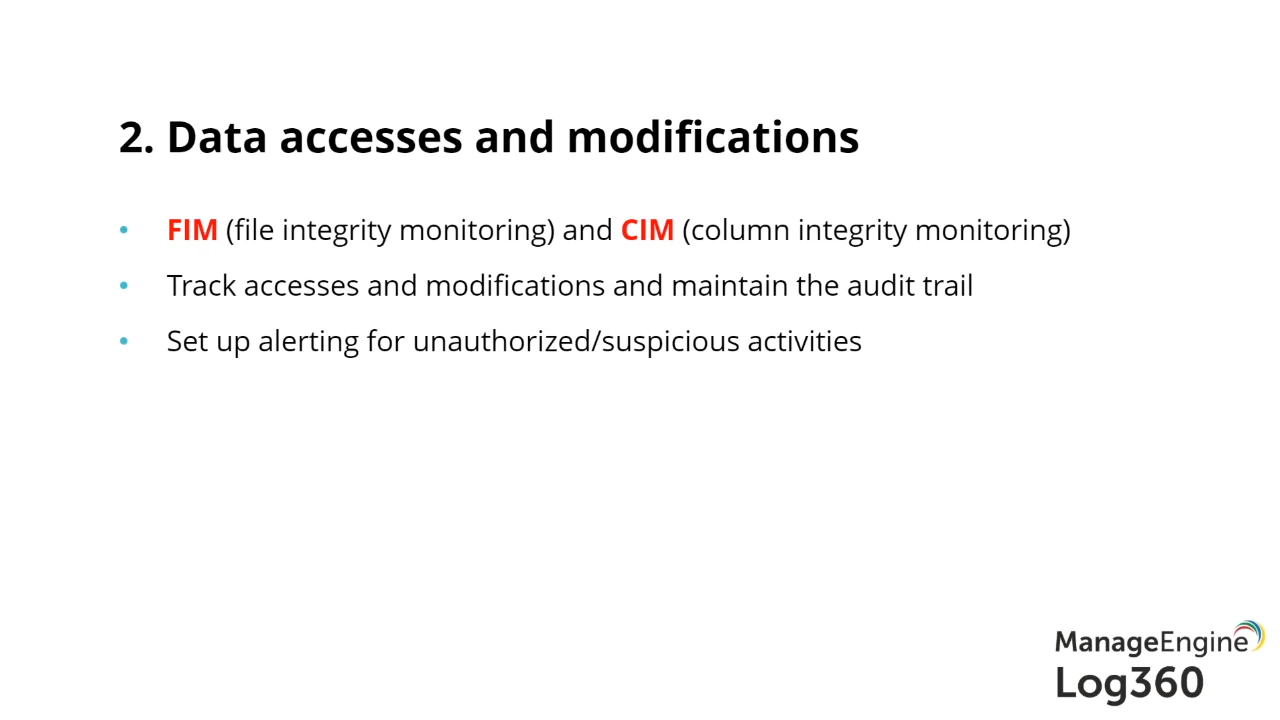 2. Data accesses and modifications
• FIM (file integrity monitoring) and CIM (column integrity monitoring)
• Track accesses and modifications and maintain the audit trail
• Set up alerting for unauthorized/suspicious activities
ManageEngine
Log360